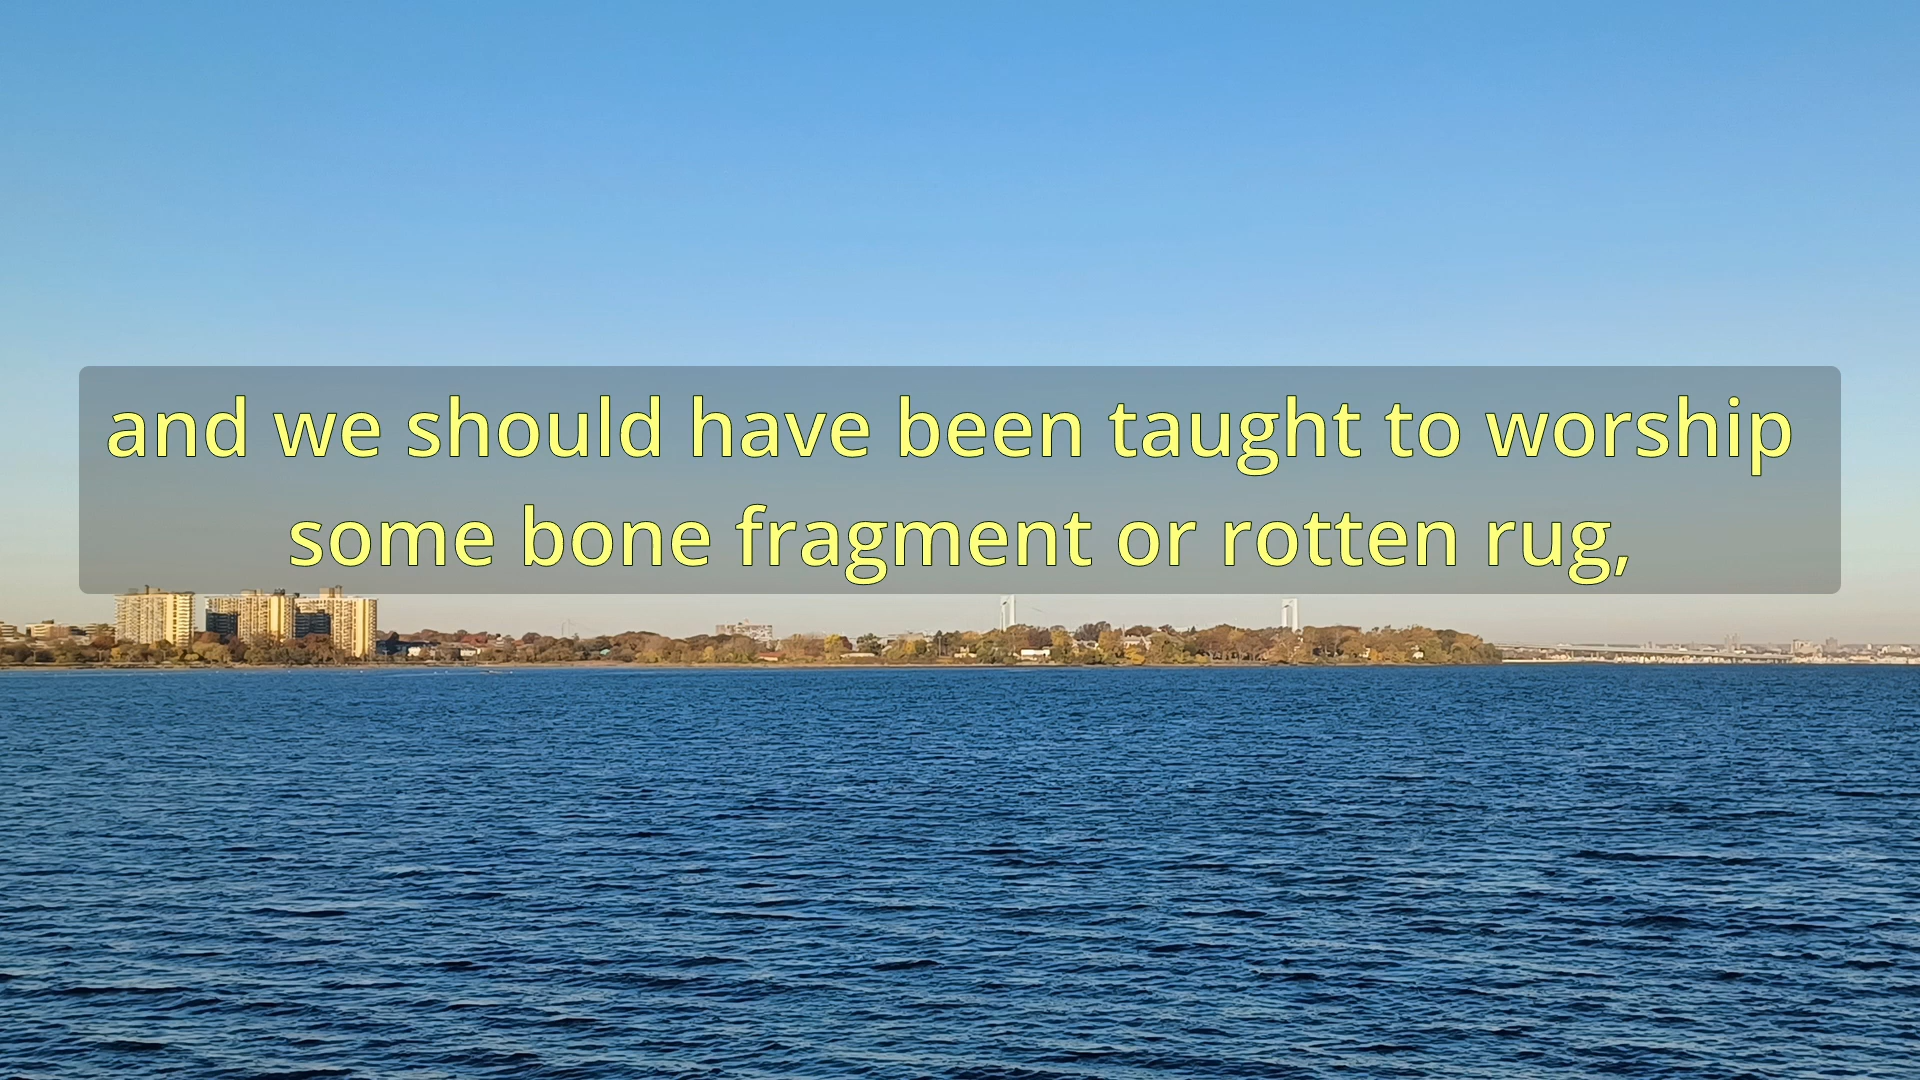 and we should have been taught to worship
some bone fragment or rotten rug,